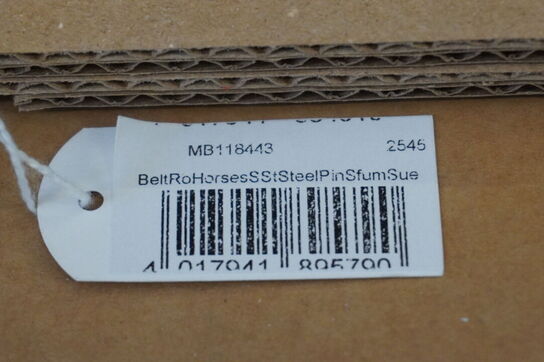 MB118443 .2545
BeltRoHorsesSStSteelPinSfumSue
4 017941 895790